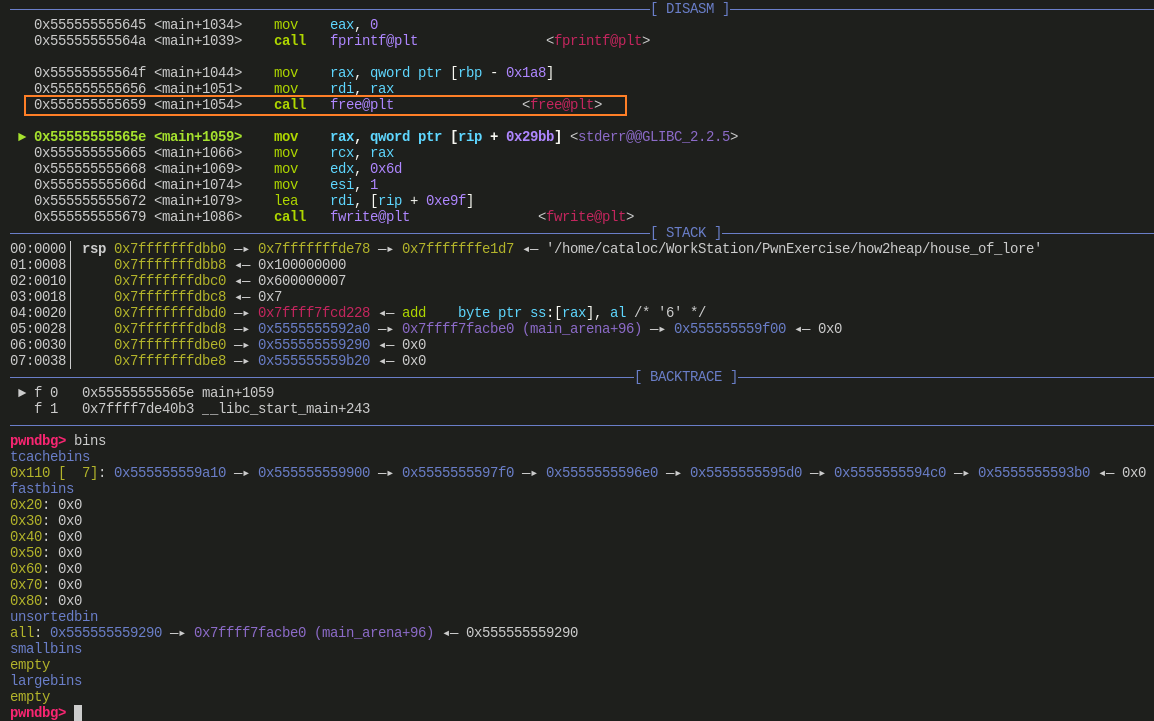 [ DISASM ]
0x555555555645 <main+1034>    mov    eax, 0
0x55555555564a <main+1039>    call   fprintf@plt                <fprintf@plt>
0x55555555564f <main+1044>    mov    rax, qword ptr [rbp - 0x1a8]
0x555555555656 <main+1051>    mov    rdi, rax
0x555555555659 <main+1054>    call   free@plt                <free@plt>
► 0x55555555565e <main+1059>    mov    rax, qword ptr [rip + 0x29bb] <stderr@@GLIBC_2.2.5>
0x555555555665 <main+1066>    mov    rcx, rax
0x555555555668 <main+1069>    mov    edx, 0x6d
0x55555555566d <main+1074>    mov    esi, 1
0x555555555672 <main+1079>    lea    rdi, [rip + 0xe9f]
0x555555555679 <main+1086>    call   fwrite@plt                <fwrite@plt>
[ STACK ]
00:0000│ rsp 0x7fffffffdbb0 —▸ 0x7fffffffde78 —▸ 0x7fffffffe1d7 ◂— '/home/cataloc/WorkStation/PwnExercise/how2heap/house_of_lore'
01:0008│     0x7fffffffdbb8 ◂— 0x100000000
02:0010│     0x7fffffffdbc0 ◂— 0x600000007
03:0018│     0x7fffffffdbc8 ◂— 0x7
04:0020│     0x7fffffffdbd0 —▸ 0x7ffff7fcd228 ◂— add    byte ptr ss:[rax], al /* '6' */
05:0028│     0x7fffffffdbd8 —▸ 0x5555555592a0 —▸ 0x7ffff7facbe0 (main_arena+96) —▸ 0x555555559f00 ◂— 0x0
06:0030│     0x7fffffffdbe0 —▸ 0x555555559290 ◂— 0x0
07:0038│     0x7fffffffdbe8 —▸ 0x555555559b20 ◂— 0x0
[ BACKTRACE ]
► f 0   0x55555555565e main+1059
f 1   0x7ffff7de40b3 __libc_start_main+243
pwndbg> bins
tcachebins
0x110 [  7]: 0x555555559a10 —▸ 0x555555559900 —▸ 0x5555555597f0 —▸ 0x5555555596e0 —▸ 0x5555555595d0 —▸ 0x5555555594c0 —▸ 0x5555555593b0 ◂— 0x0
fastbins
0x20: 0x0
0x30: 0x0
0x40: 0x0
0x50: 0x0
0x60: 0x0
0x70: 0x0
0x80: 0x0
unsortedbin
all: 0x555555559290 —▸ 0x7ffff7facbe0 (main_arena+96) ◂— 0x555555559290
smallbins
empty
largebins
empty
pwndbg>